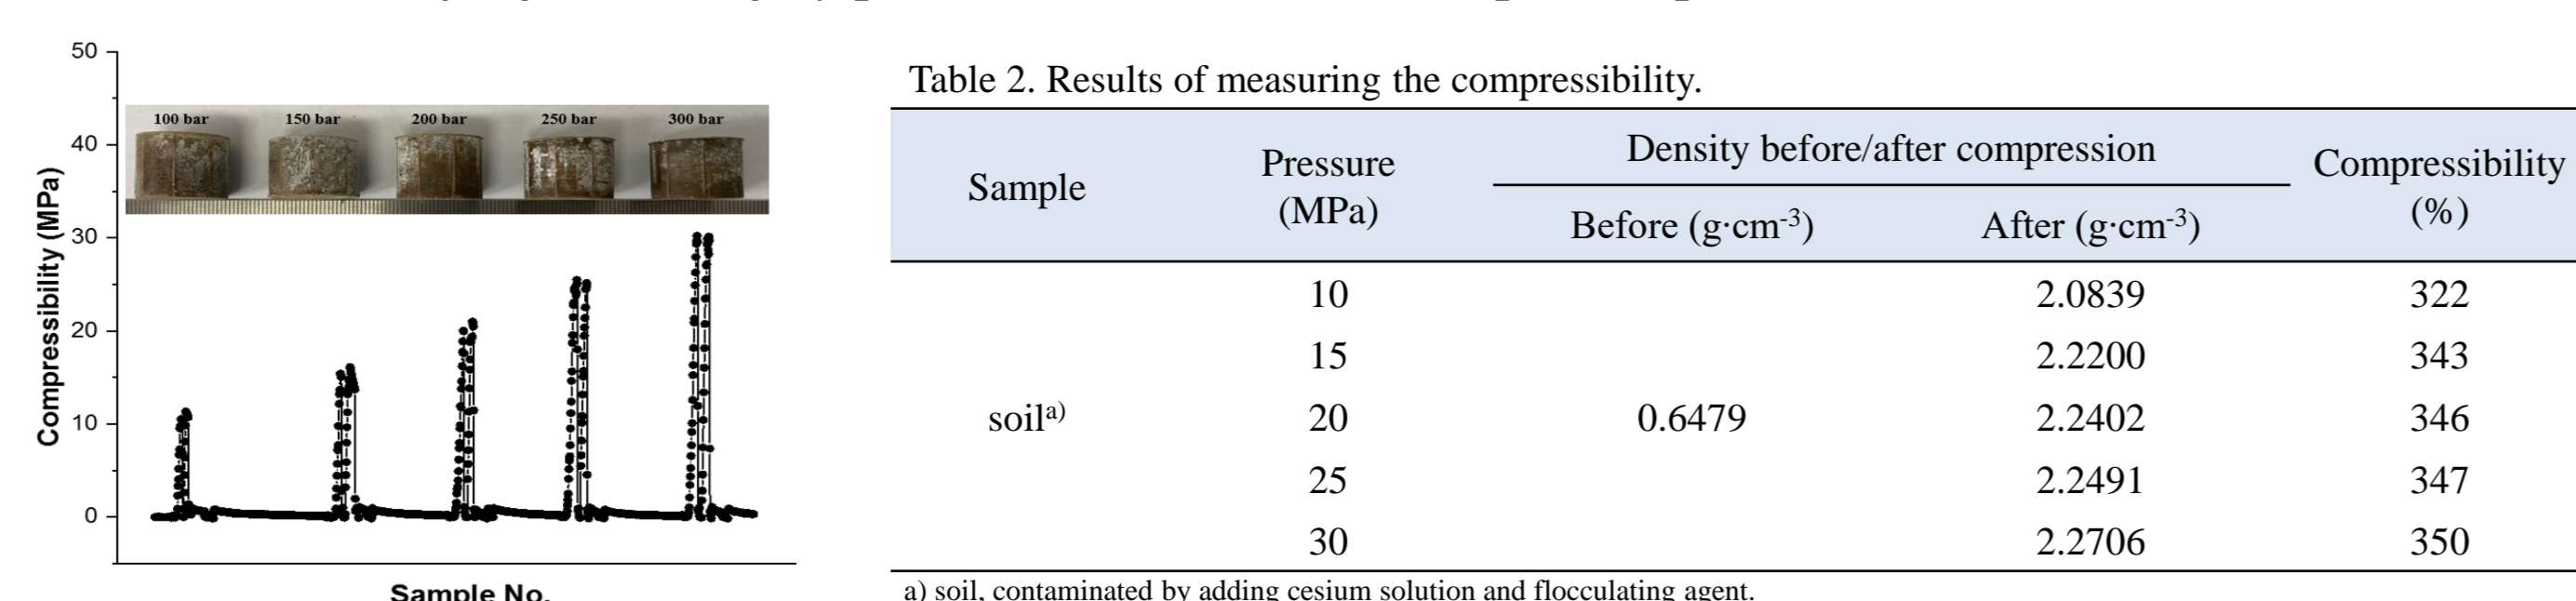 50
40
30
20
10
0
Compressibility (MPa)
100 bar 150 bar 200 bar 250 bar 300 bar
Sample No.
Table 2. Results of measuring the compressibility.
Sample Pressure (MPa) Density before/after compression Compressibility (%)
Before (g·cm-3) After (g·cm-3)
10 2.0839 322
15 2.2200 343
soila) 20 0.6479 2.2402 346
25 2.2491 347
30 2.2706 350
a) soil, contaminated by adding cesium solution and flocculating agent.